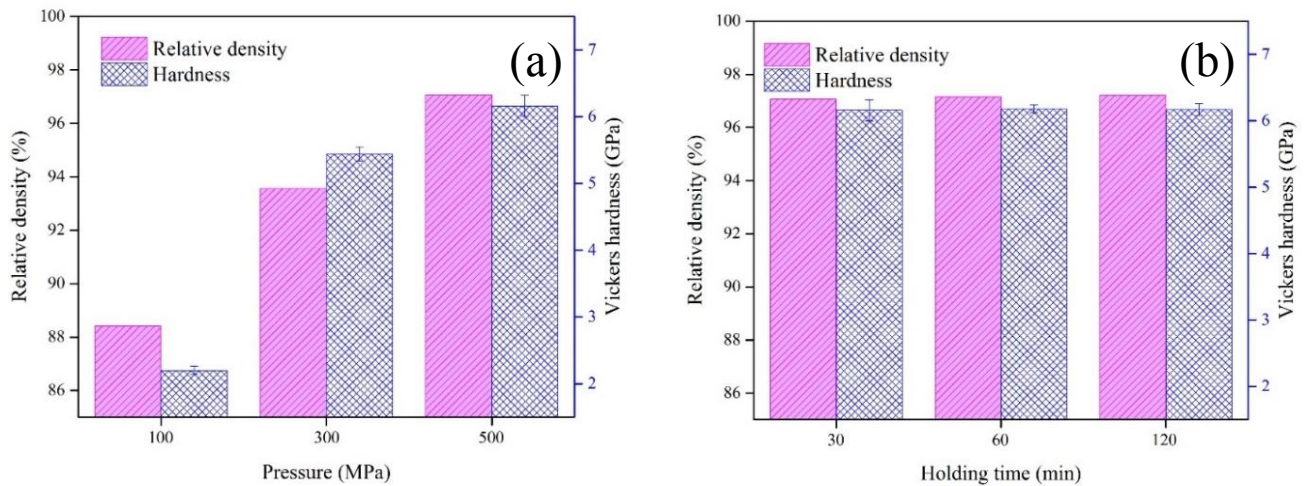 (a)
Relative density
Hardness
100
98
96
94
92
90
88
86
Relative density (%)
7
6
5
4
3
2
Vickers hardness (GPa)
100
300
500
Pressure (MPa)
(b)
Relative density
Hardness
100
98
96
94
92
90
88
86
Relative density (%)
7
6
5
4
3
2
Vickers hardness (GPa)
30
60
120
Holding time (min)